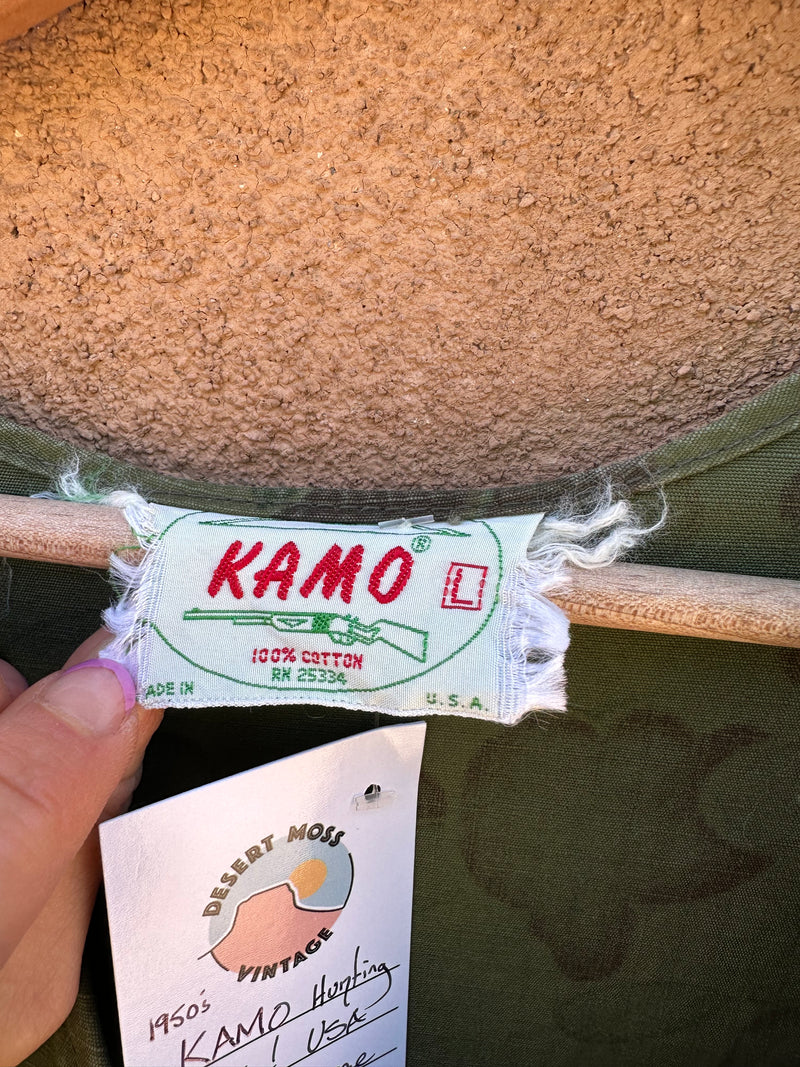 KAMO®
L
100% COTTON
RN 25334
ADE IN U.S.A.
DESERT MOSS
VINTAGE
1950's
KAMO Hunting
USA